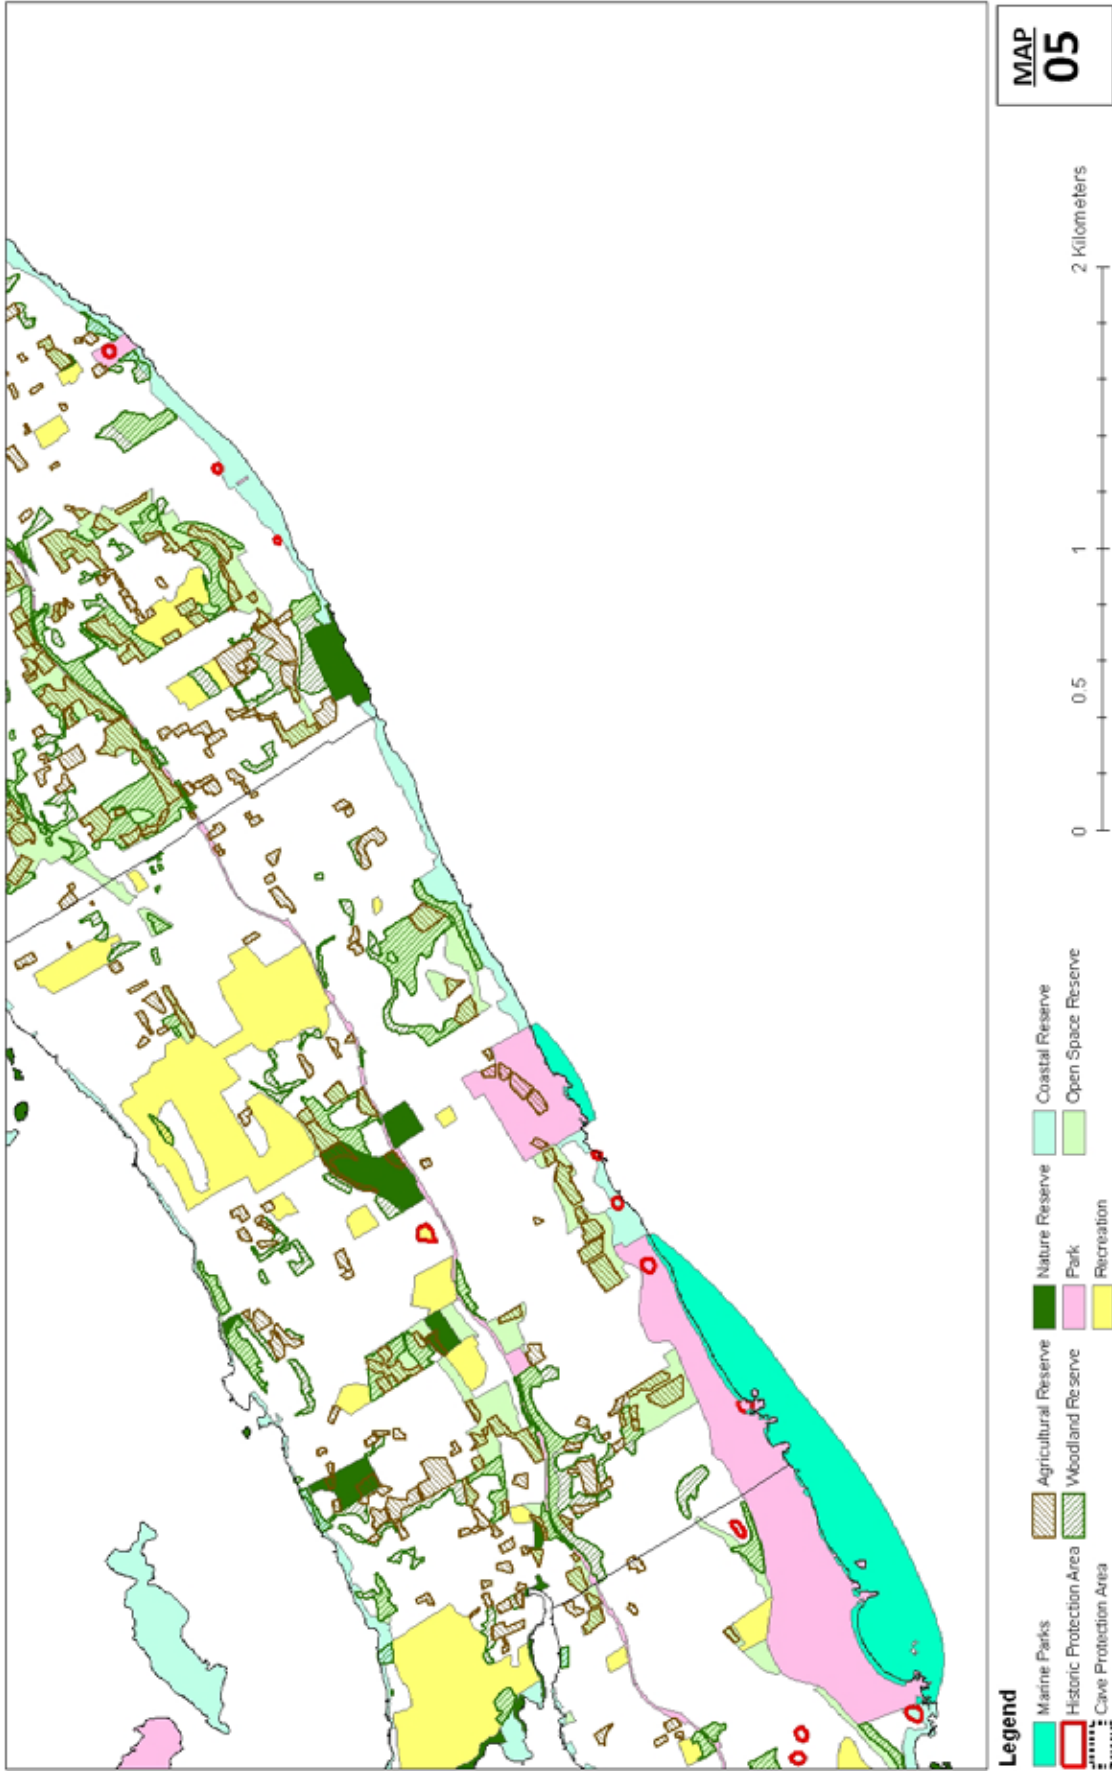 MAP
05
Legend
Marine Parks
Historic Protection Area
Cave Protection Area
Agricultural Reserve
Woodland Reserve
Nature Reserve
Park
Recreation
Coastal Reserve
Open Space Reserve
0 0.5 1 2 Kilometers